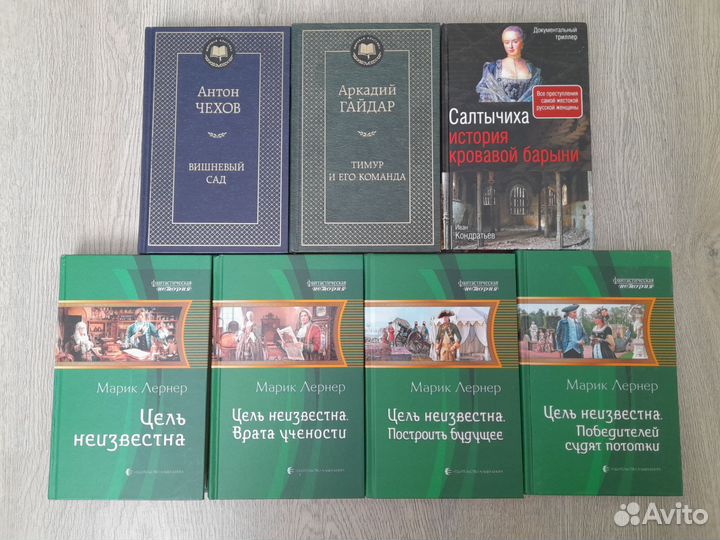 Антон
ЧЕХОВ
ВИШНЕВЫЙ
САД
Аркадий
ГАЙДАР
ТИМУР
И ЕГО КОМАНДА
Документальный
триллер
Все преступления
самой жестокой
русской женщины
Салтычиха
история
кровавой барыни
Иван
Кондратьев
фантастическая
история
Марик Лернер
Цель
неизвестна
фантастическая
история
Марик Лернер
Цель неизвестна.
Врата учености
фантастическая
история
Марик Лернер
Цель неизвестна.
Построить будущее
фантастическая
история
Марик Лернер
Цель неизвестна.
Победителей
судят потомки
Avito